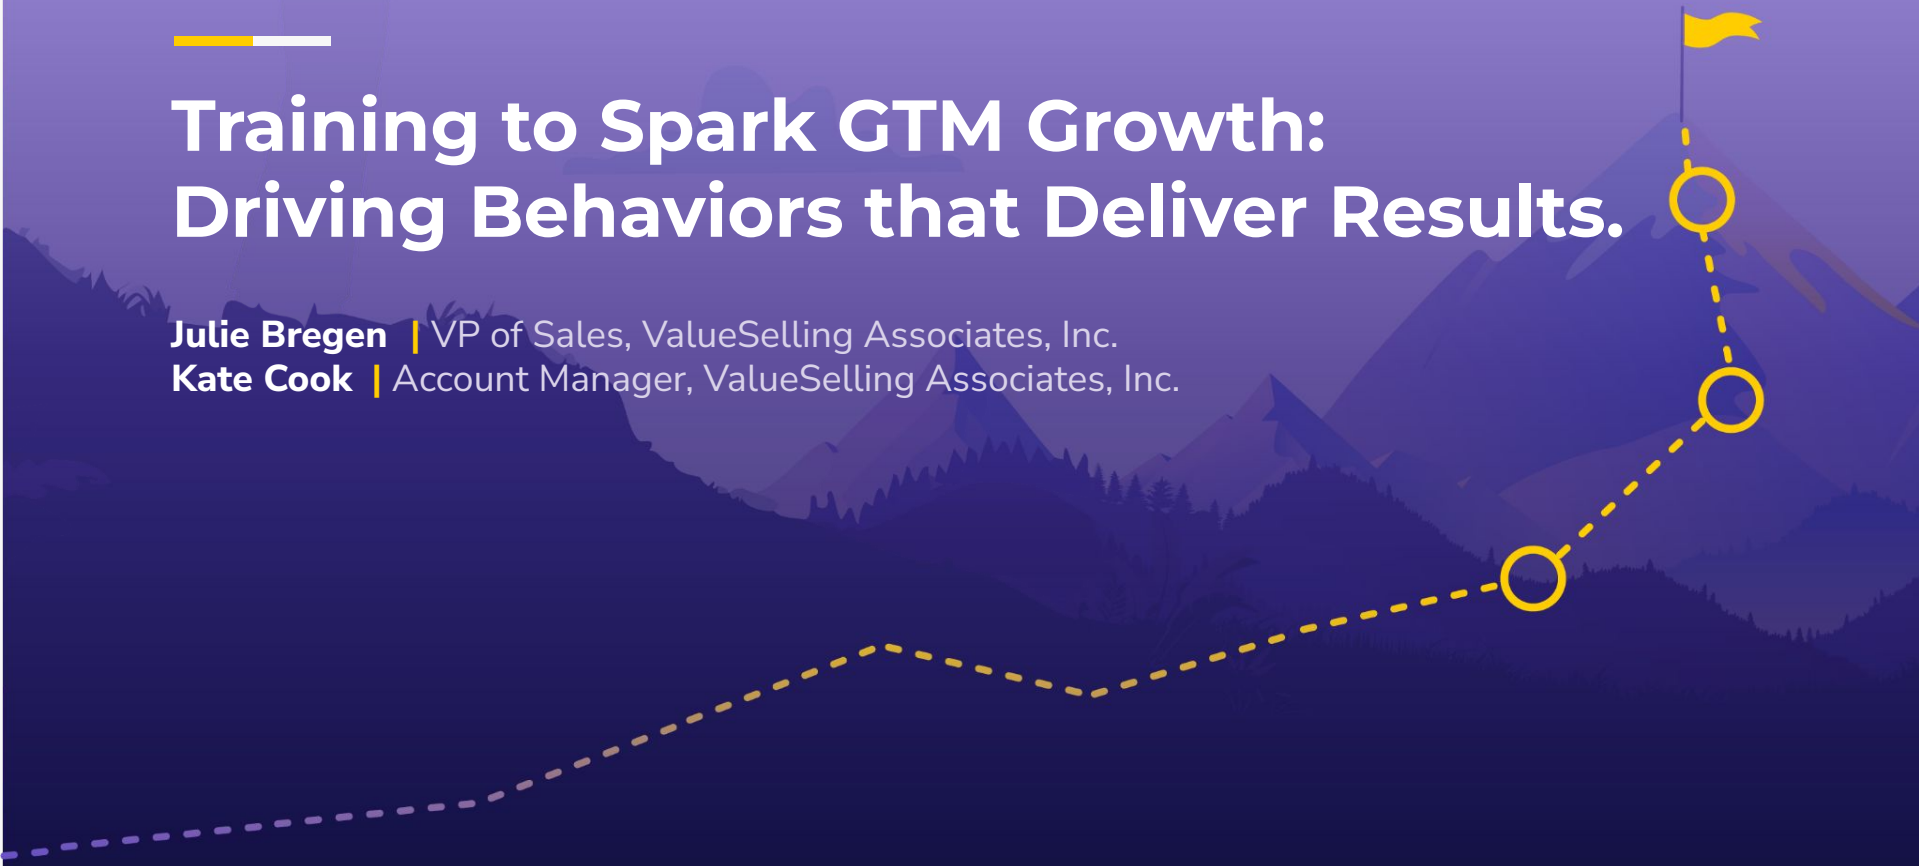 Training to Spark GTM Growth:
Driving Behaviors that Deliver Results.
Julie Bregen | VP of Sales, ValueSelling Associates, Inc.
Kate Cook | Account Manager, ValueSelling Associates, Inc.